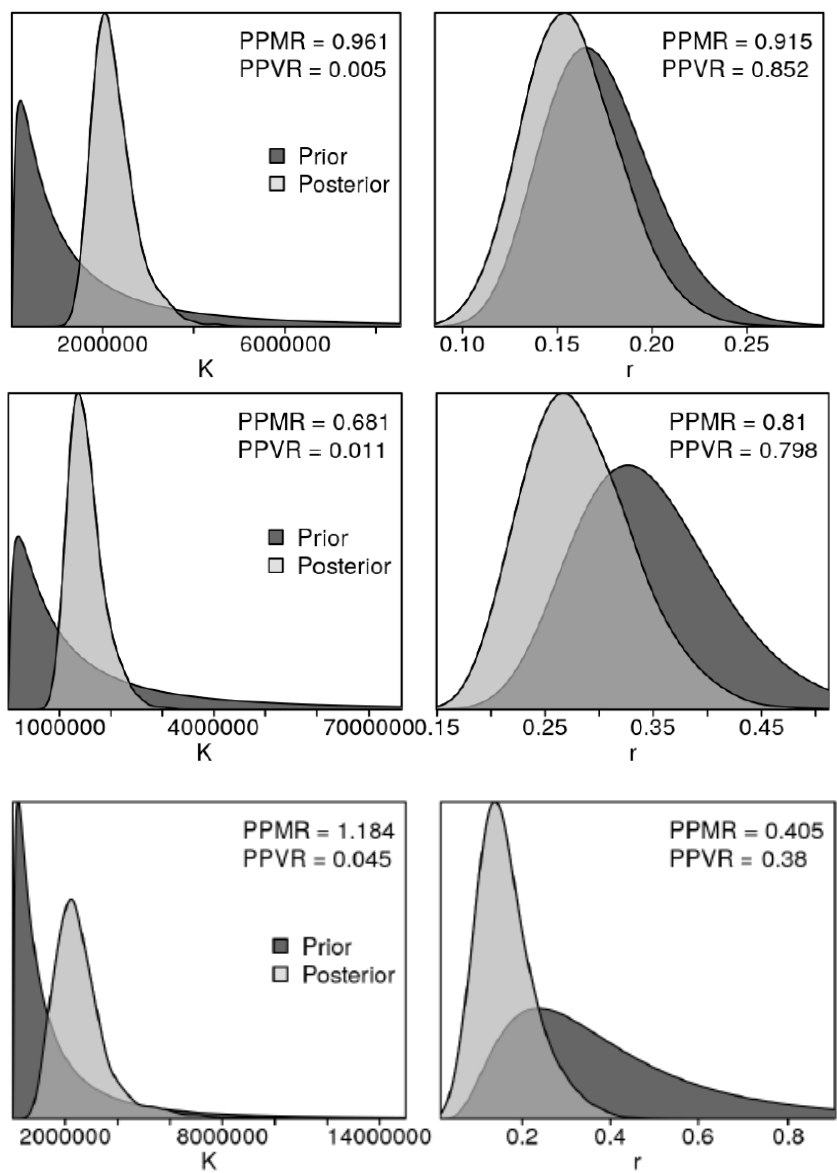 PPMR = 0.961
PPVR = 0.005
Prior
Posterior
2000000 6000000
K
PPMR = 0.915
PPVR = 0.852
0.10 0.15 0.20 0.25
r
PPMR = 0.681
PPVR = 0.011
Prior
Posterior
1000000 4000000 7000000
K
PPMR = 0.81
PPVR = 0.798
0.15 0.25 0.35 0.45
r
PPMR = 1.184
PPVR = 0.045
Prior
Posterior
2000000 8000000 14000000
K
PPMR = 0.405
PPVR = 0.38
0.2 0.4 0.6 0.8
r